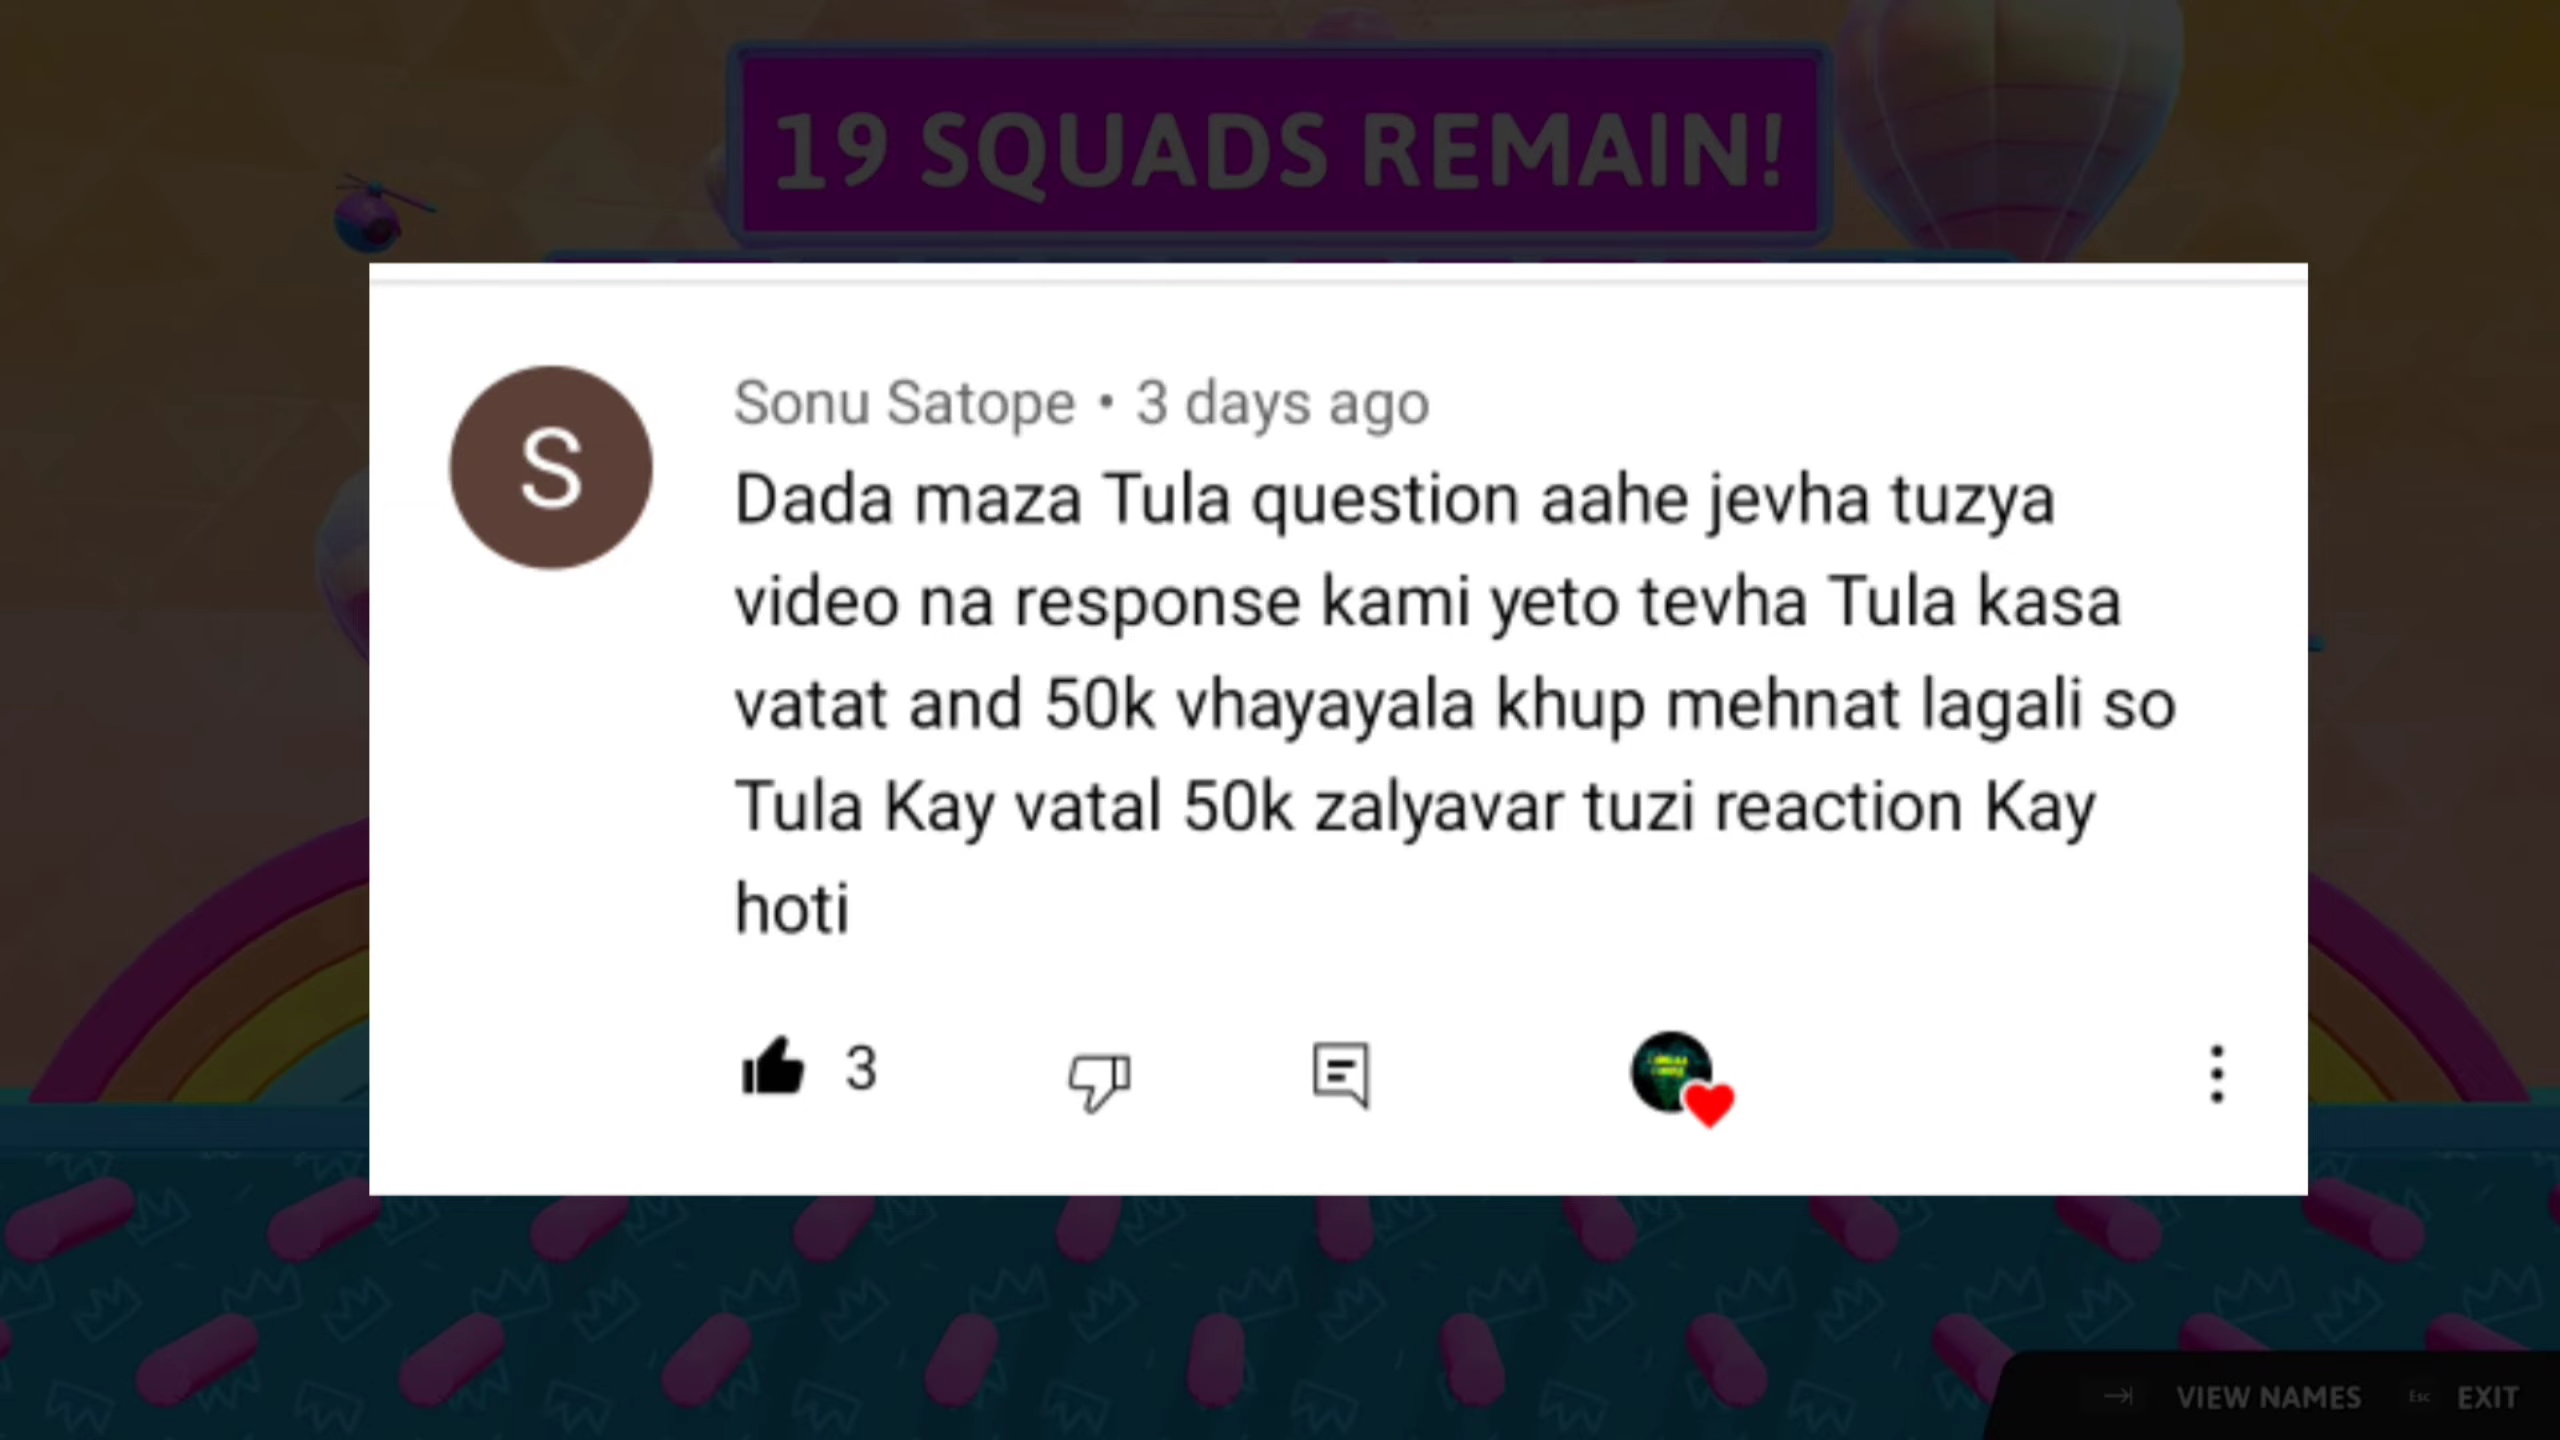 19 SQUADS REMAIN!
Sonu Satope • 3 days ago
S
Dada maza Tula question aahe jevha tuzya
video na response kami yeto tevha Tula kasa
vatat and 50k vhayayala khup mehnat lagali so
Tula Kay vatal 50k zalyavar tuzi reaction Kay
hoti
3
VIEW NAMES Esc EXIT